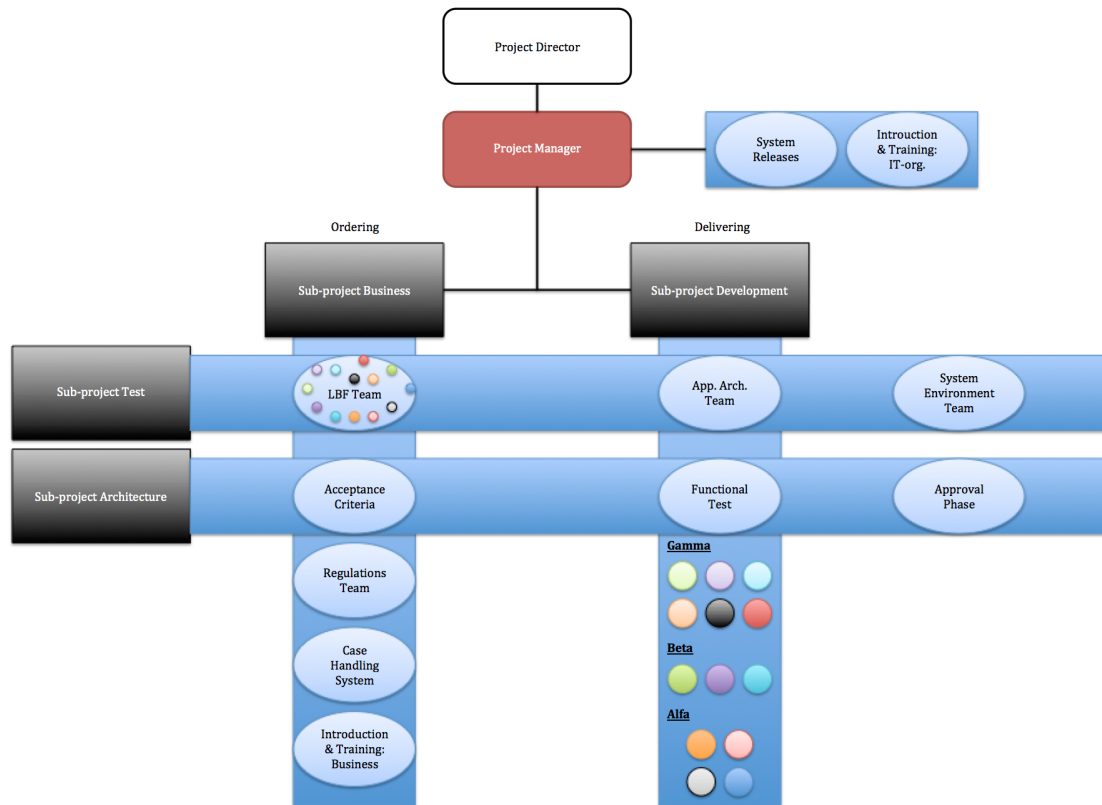 Project Director
Project Manager
System
Releases
Introuction
& Training:
IT-org.
Ordering
Delivering
Sub-project Business
Sub-project Development
Sub-project Test
LBF Team
App. Arch.
Team
System
Environment
Team
Sub-project Architecture
Acceptance
Criteria
Functional
Test
Approval
Phase
Regulations
Team
Case
Handling
System
Introduction
& Training:
Business
Gamma
Beta
Alfa